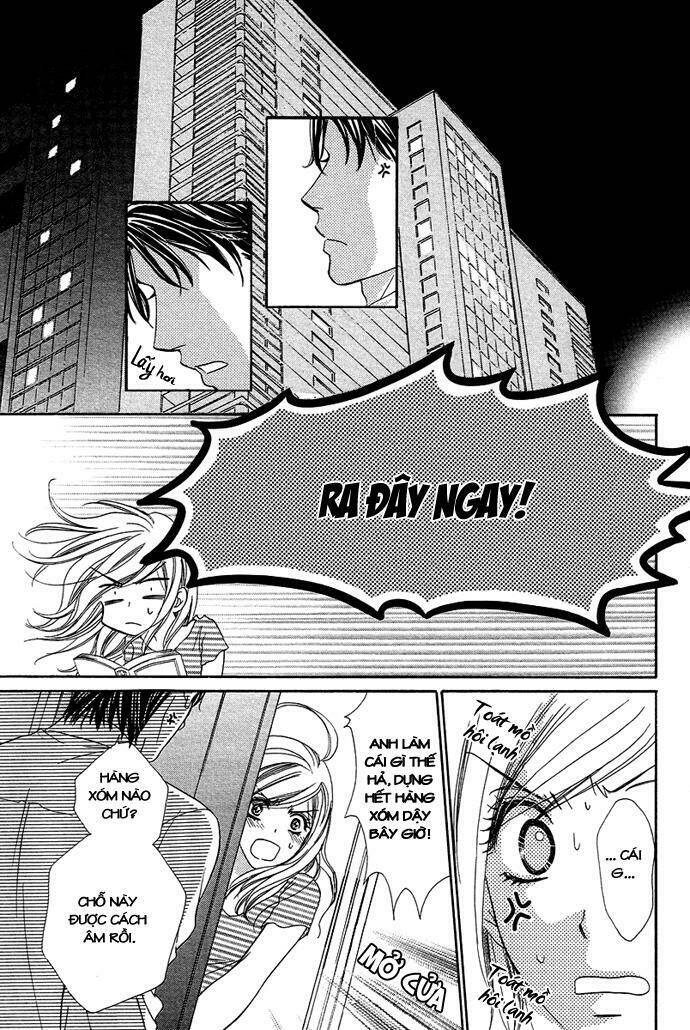 Lấy hơi
RA ĐÂY NGAY!
Toát mồ
hôi lạnh
... CÁI
G...
Toát mồ
hôi lạnh
ANH LÀM
CÁI GÌ THẾ
HẢ, DỰNG
HẾT HÀNG
XÓM DẬY
BÂY GIỜ!
MỞ CỬA
HÀNG
XÓM NÀO
CHỨ?
CHỖ NÀY
ĐƯỢC CÁCH
ÂM RỒI.